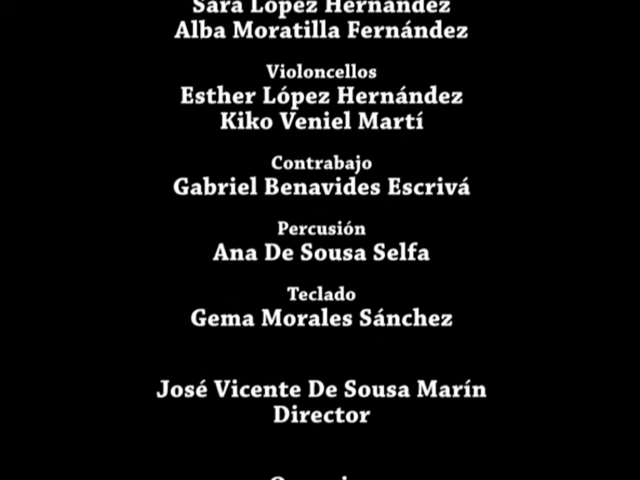 Sara López Hernández
Alba Moratilla Fernández
Violoncellos
Esther López Hernández
Kiko Veniel Martí
Contrabajo
Gabriel Benavides Escrivá
Percusión
Ana De Sousa Selfa
Teclado
Gema Morales Sánchez
José Vicente De Sousa Marín
Director